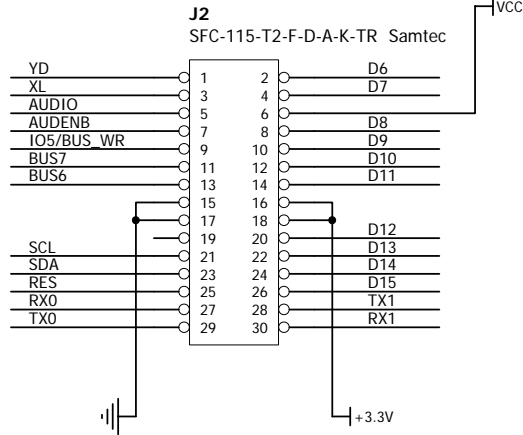 VCC
J2
SFC-115-T2-F-D-A-K-TR Samtec
YD 1 2 D6
XL 3 4 D7
AUDIO 5 6
AUDENB 7 8 D8
IO5/BUS_WR 9 10 D9
BUS7 11 12 D10
BUS6 13 14 D11
15 16
17 18
19 20 D12
SCL 21 22 D13
SDA 23 24 D14
RES 25 26 D15
RX0 27 28 TX1
TX0 29 30 RX1
+3.3V